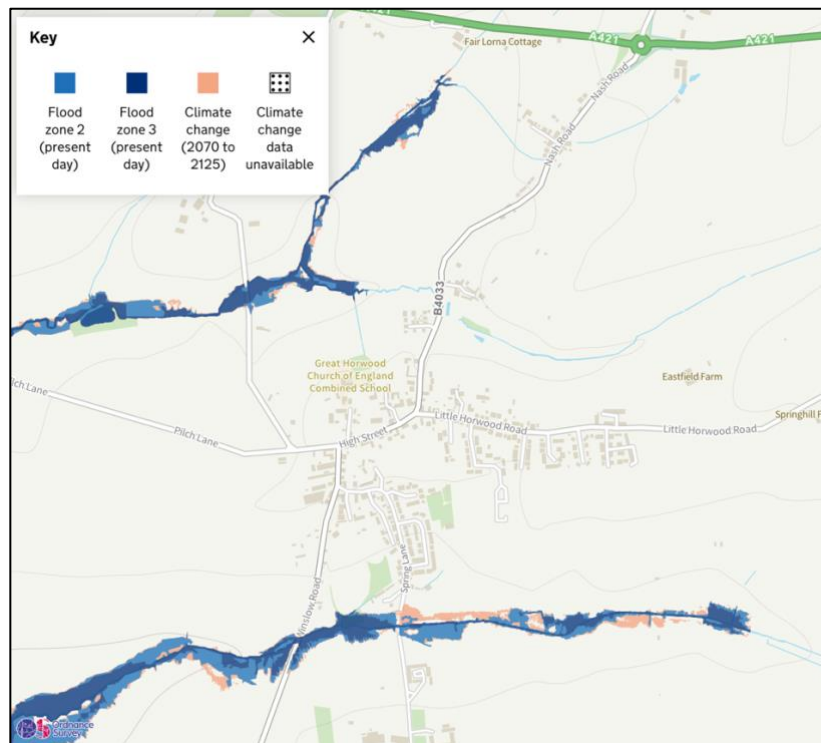 Key
Flood
zone 2
(present
day)
Flood
zone 3
(present
day)
Climate
change
(2070 to
2125)
Climate
change
data
unavailable
A421
A421
Fair Lorna Cottage
Nash Road
Nash Road
B4033
Great Horwood
Church of England
Combined School
Eastfield Farm
Pilch Lane
High Street
Little Horwood Road
Little Horwood Road
Springhill F
Spring Lane
Winslow Road
Ordnance
Survey